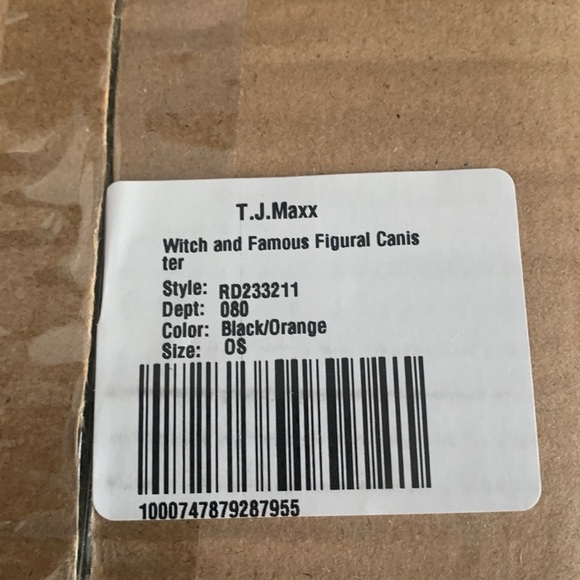 T.J.Maxx
Witch and Famous Figural Canis
ter
Style: RD233211
Dept: 080
Color: Black/Orange
Size: OS
1000747879287955